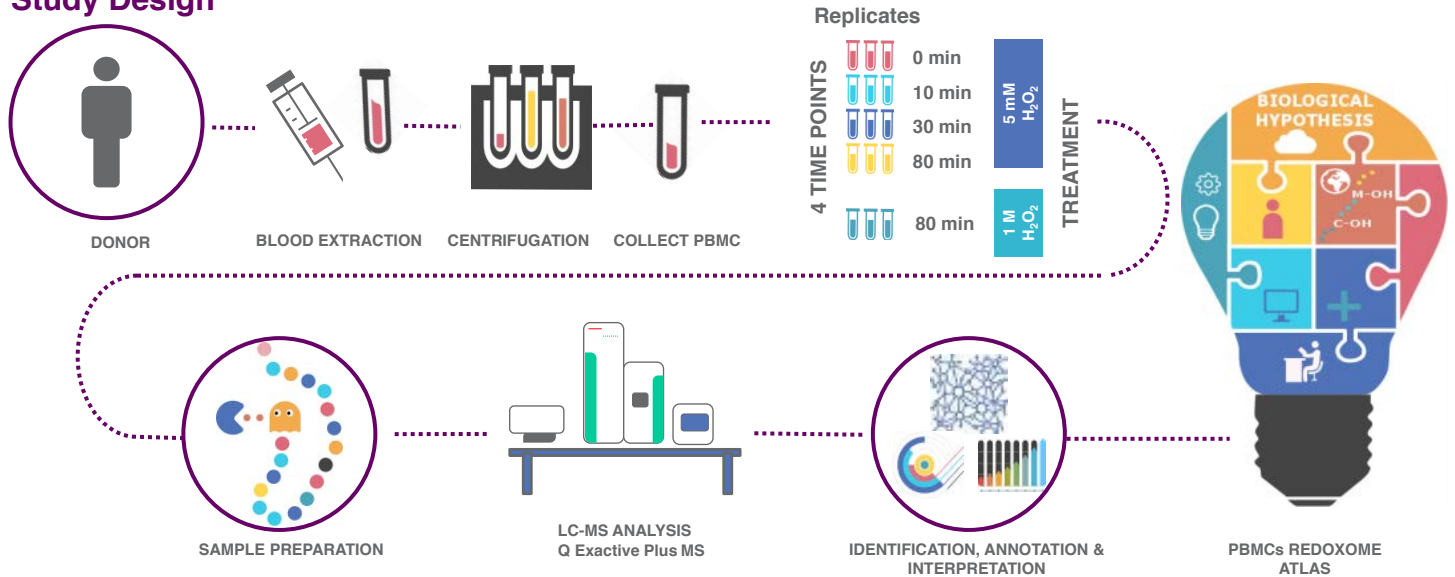 Study Design
Replicates
4 TIME POINTS
0 min
10 min
30 min
80 min
80 min
5 mM
H₂O₂
1 M
H₂O₂
TREATMENT
DONOR
BLOOD EXTRACTION
CENTRIFUGATION
COLLECT PBMC
BIOLOGICAL
HYPOTHESIS
M-OH
C-OH
SAMPLE PREPARATION
LC-MS ANALYSIS
Q Exactive Plus MS
IDENTIFICATION, ANNOTATION &
INTERPRETATION
PBMCs REDOXOME
ATLAS